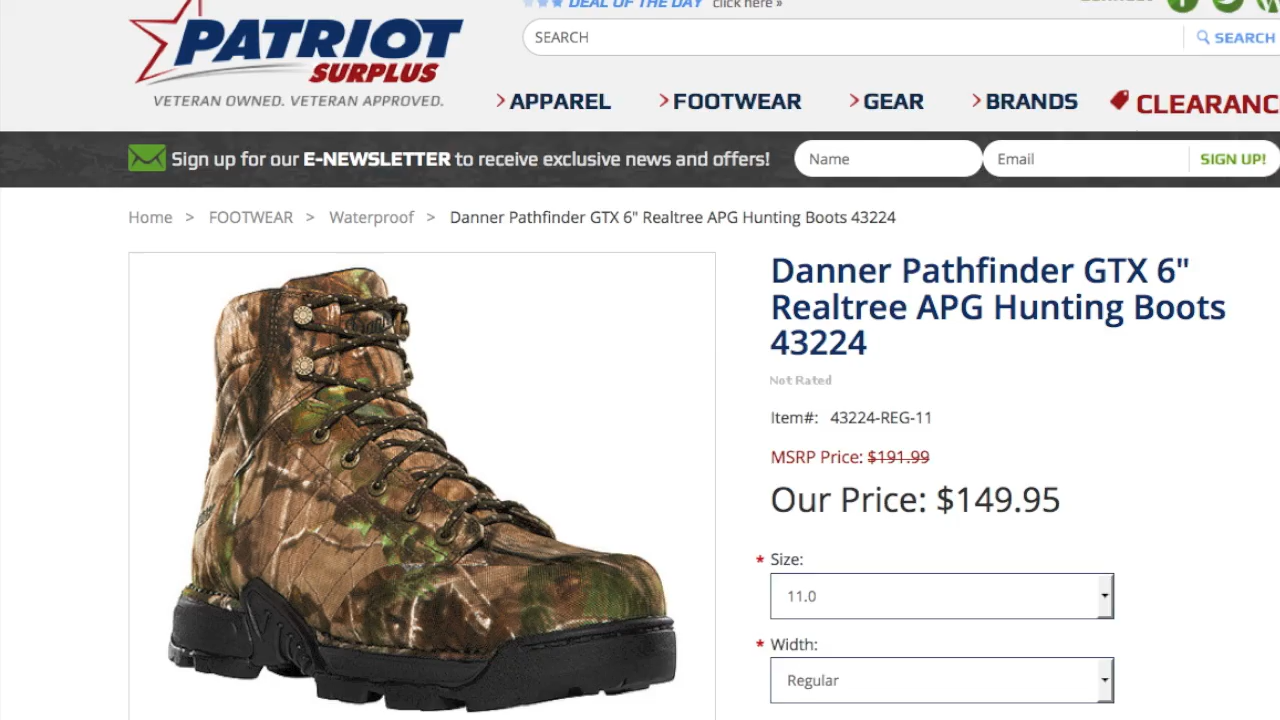 DEAL OF THE DAY click here »
PATRIOT
SURPLUS
VETERAN OWNED. VETERAN APPROVED.
SEARCH
SEARCH
> APPAREL > FOOTWEAR > GEAR > BRANDS CLEARANC
Sign up for our E-NEWSLETTER to receive exclusive news and offers! Name Email SIGN UP!
Home > FOOTWEAR > Waterproof > Danner Pathfinder GTX 6" Realtree APG Hunting Boots 43224
Danner Pathfinder GTX 6"
Realtree APG Hunting Boots
43224
Not Rated
Item#: 43224-REG-11
MSRP Price: $191.99
Our Price: $149.95
* Size:
11.0
* Width:
Regular